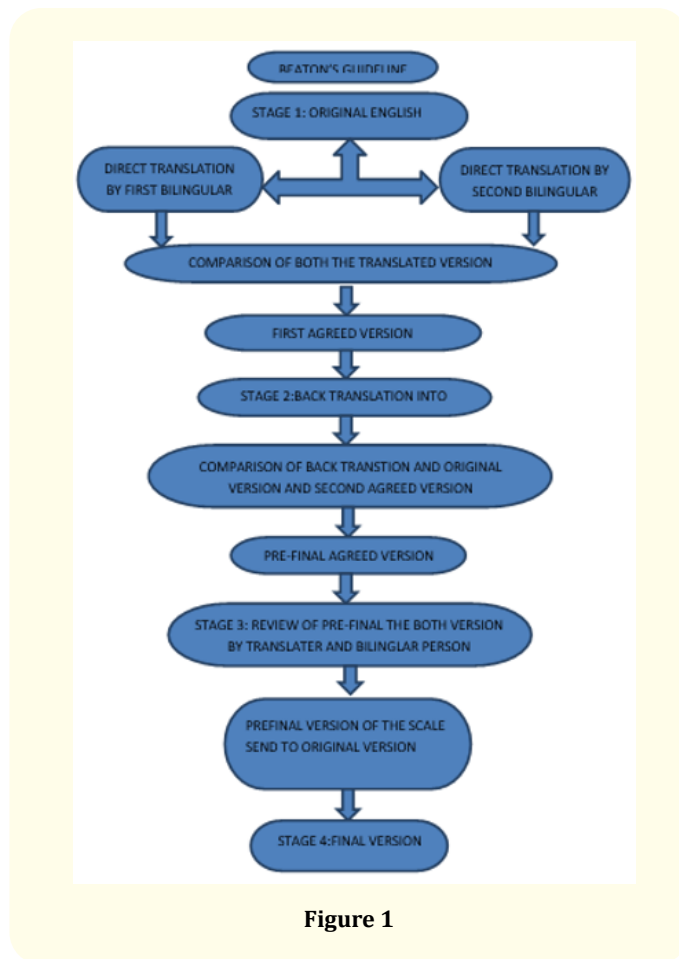 BEATON'S GUIDELINE
STAGE 1: ORIGINAL ENGLISH
DIRECT TRANSLATION
BY FIRST BILINGULAR
DIRECT TRANSLATION BY
SECOND BILINGULAR
COMPARISON OF BOTH THE TRANSLATED VERSION
FIRST AGREED VERSION
STAGE 2:BACK TRANSLATION INTO
COMPARISON OF BACK TRANSTION AND ORIGINAL
VERSION AND SECOND AGREED VERSION
PRE-FINAL AGREED VERSION
STAGE 3: REVIEW OF PRE-FINAL THE BOTH VERSION
BY TRANSLATER AND BILINGLAR PERSON
PREFINAL VERSION OF THE SCALE
SEND TO ORIGINAL VERSION
STAGE 4:FINAL VERSION
Figure 1